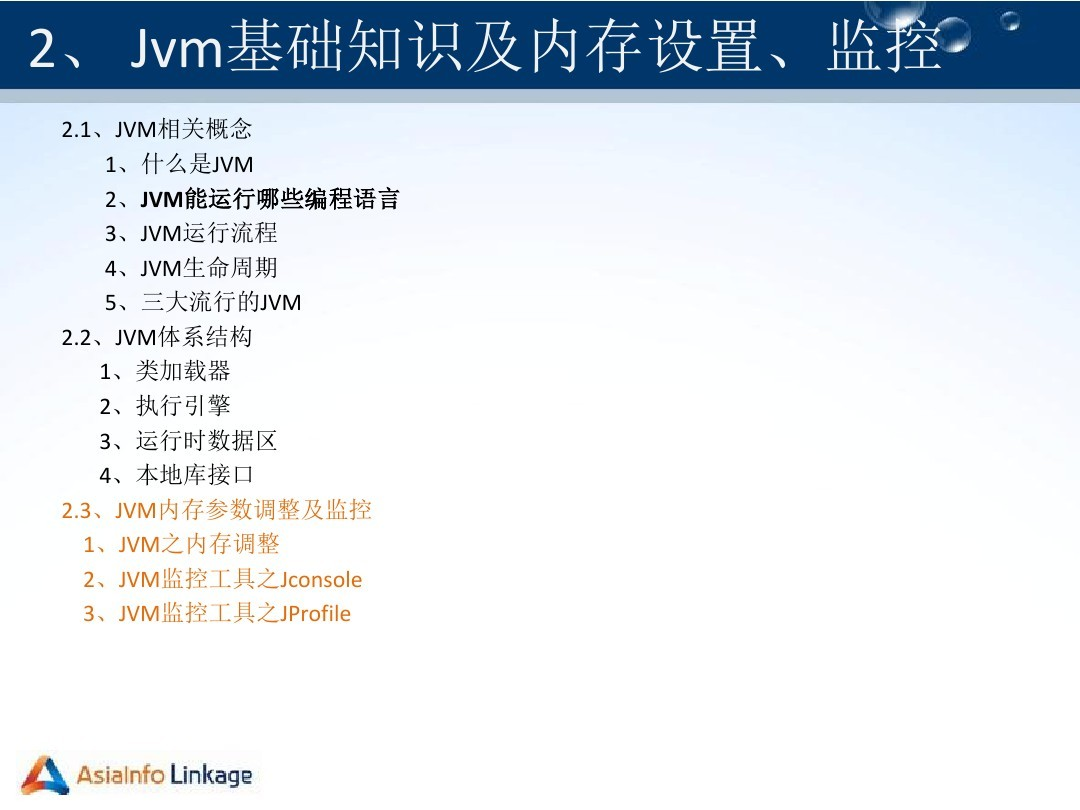 2、 Jvm基础知识及内存设置、监控
2.1、JVM相关概念
1、什么是JVM
2、JVM能运行哪些编程语言
3、JVM运行流程
4、JVM生命周期
5、三大流行的JVM
2.2、JVM体系结构
1、类加载器
2、执行引擎
3、运行时数据区
4、本地库接口
2.3、JVM内存参数调整及监控
1、JVM之内存调整
2、JVM监控工具之Jconsole
3、JVM监控工具之JProfile
AsiaInfo Linkage